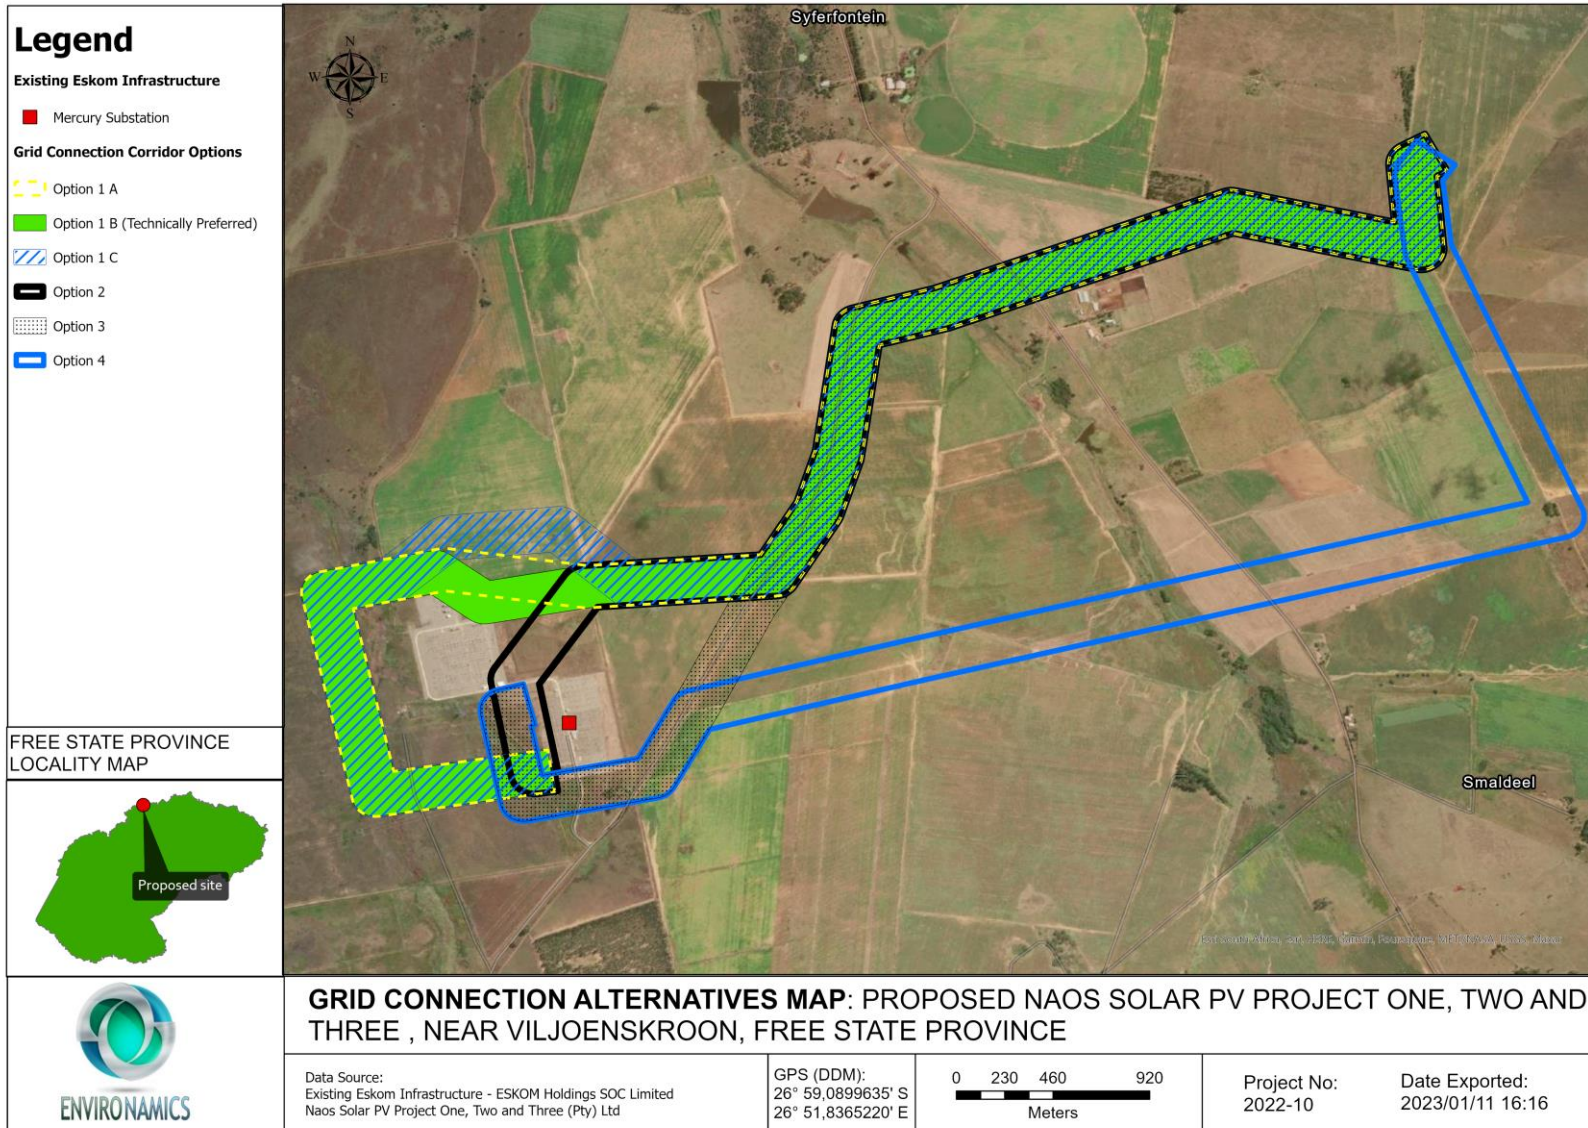 Legend
Existing Eskom Infrastructure
Mercury Substation
Grid Connection Corridor Options
Option 1 A
Option 1 B (Technically Preferred)
Option 1 C
Option 2
Option 3
Option 4
FREE STATE PROVINCE
LOCALITY MAP
Proposed site
ENVIRONAMICS
Syferfontein
N
W
E
S
Smaldeel
GRID CONNECTION ALTERNATIVES MAP: PROPOSED NAOS SOLAR PV PROJECT ONE, TWO AND
THREE , NEAR VILJOENSKROON, FREE STATE PROVINCE
Data Source:
Existing Eskom Infrastructure - ESKOM Holdings SOC Limited
Naos Solar PV Project One, Two and Three (Pty) Ltd
GPS (DDM):
26° 59,0899635' S
26° 51,8365220' E
0 230 460 920
Meters
Project No:
2022-10
Date Exported:
2023/01/11 16:16